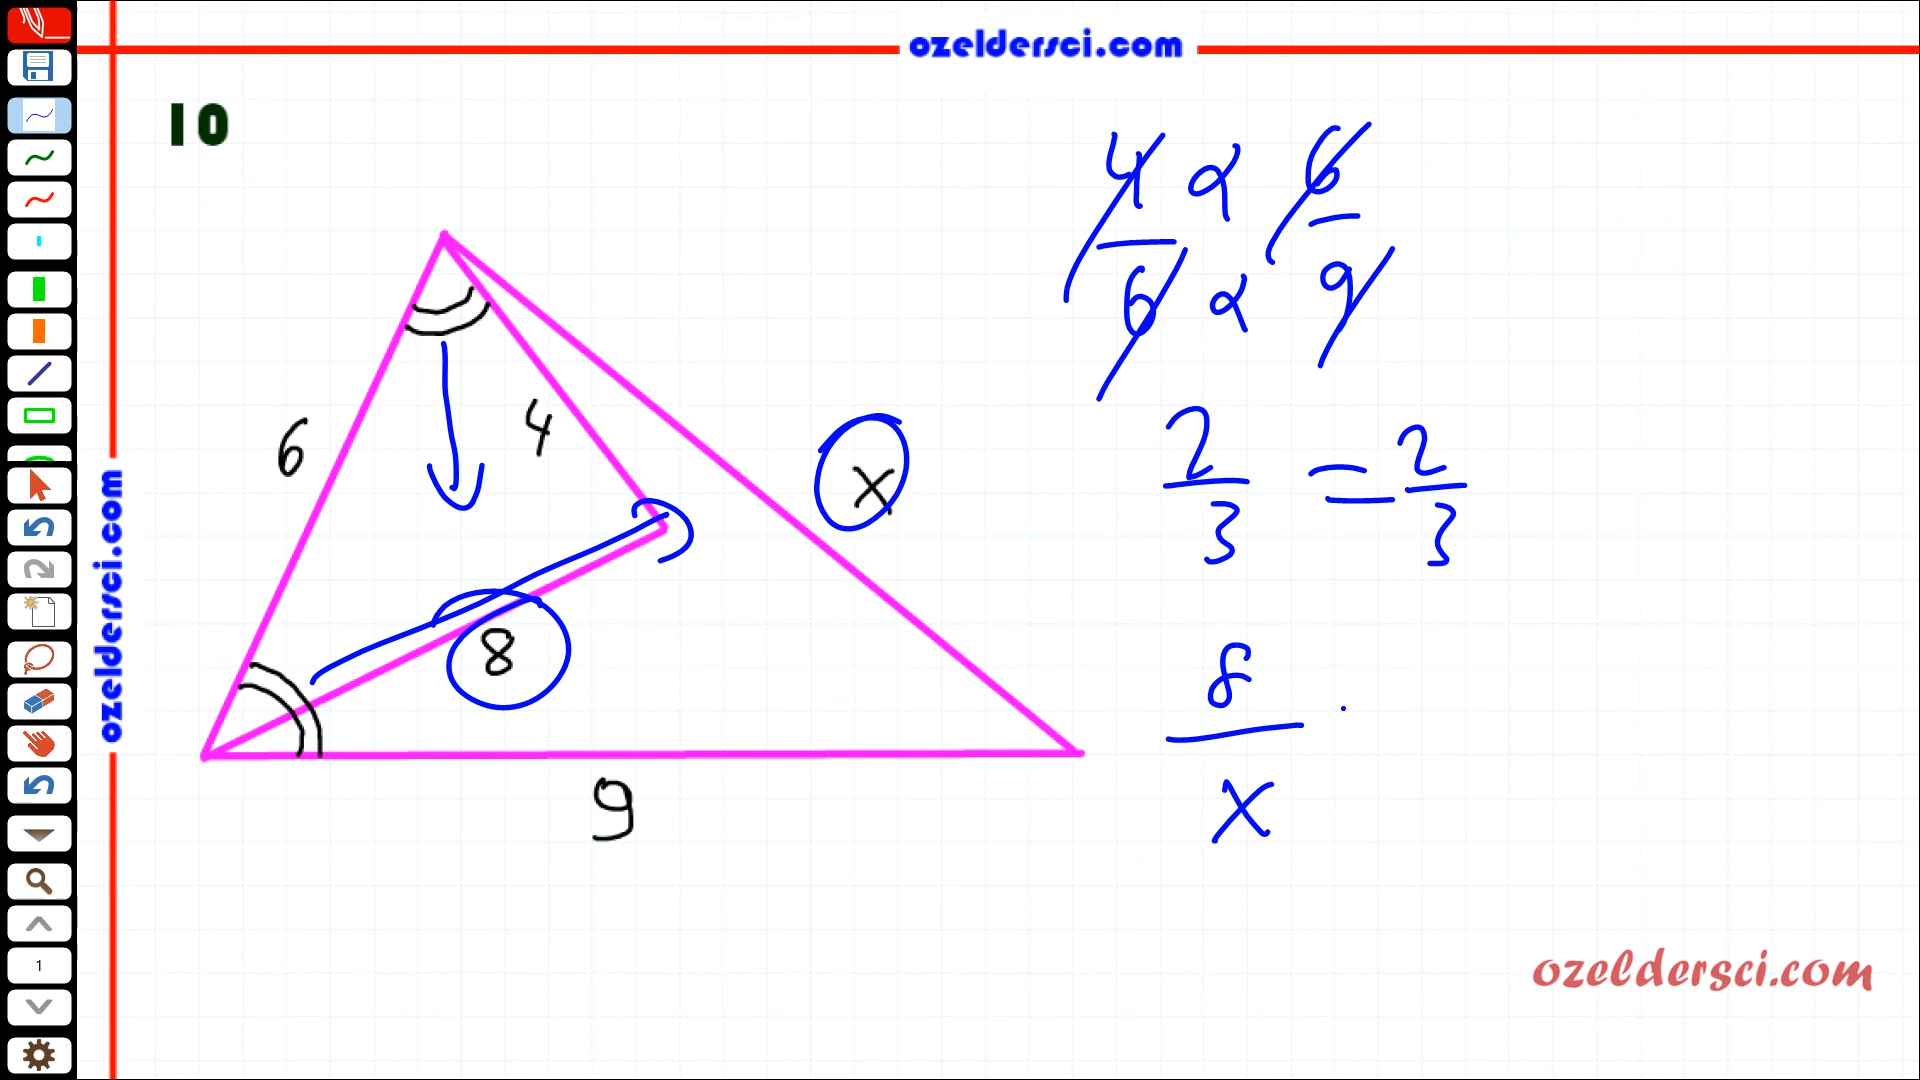 ozeldersci.com
10
4 α 6
6 α 9
6
4
x
2/3 = 2/3
8
8/x
9
ozeldersci.com
ozeldersci.com
1